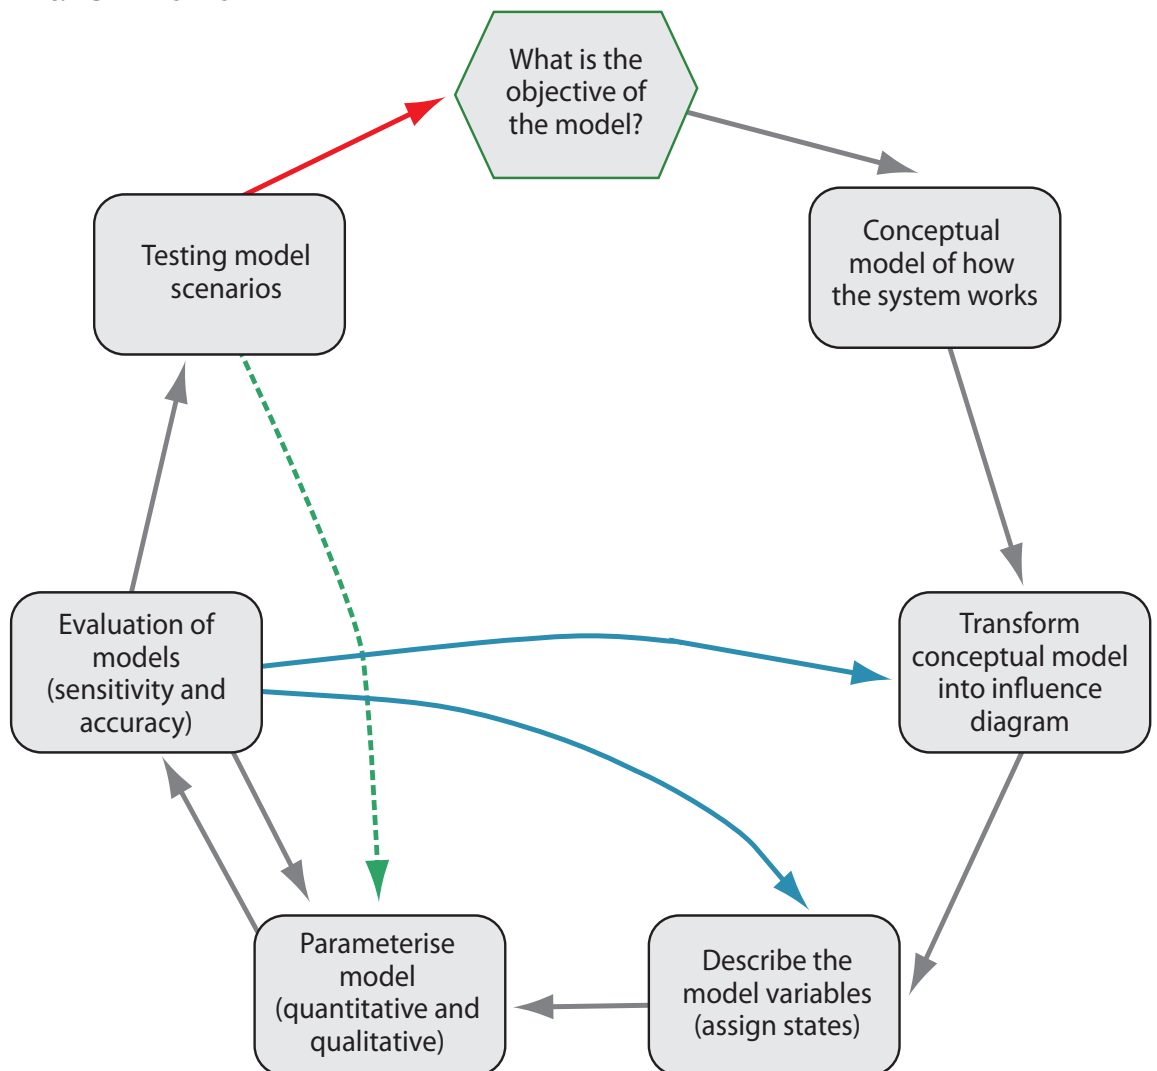 What is the
objective of
the model?
Conceptual
model of how
the system works
Testing model
scenarios
Evaluation of
models
(sensitivity and
accuracy)
Transform
conceptual model
into influence
diagram
Parameterise
model
(quantitative and
qualitative)
Describe the
model variables
(assign states)